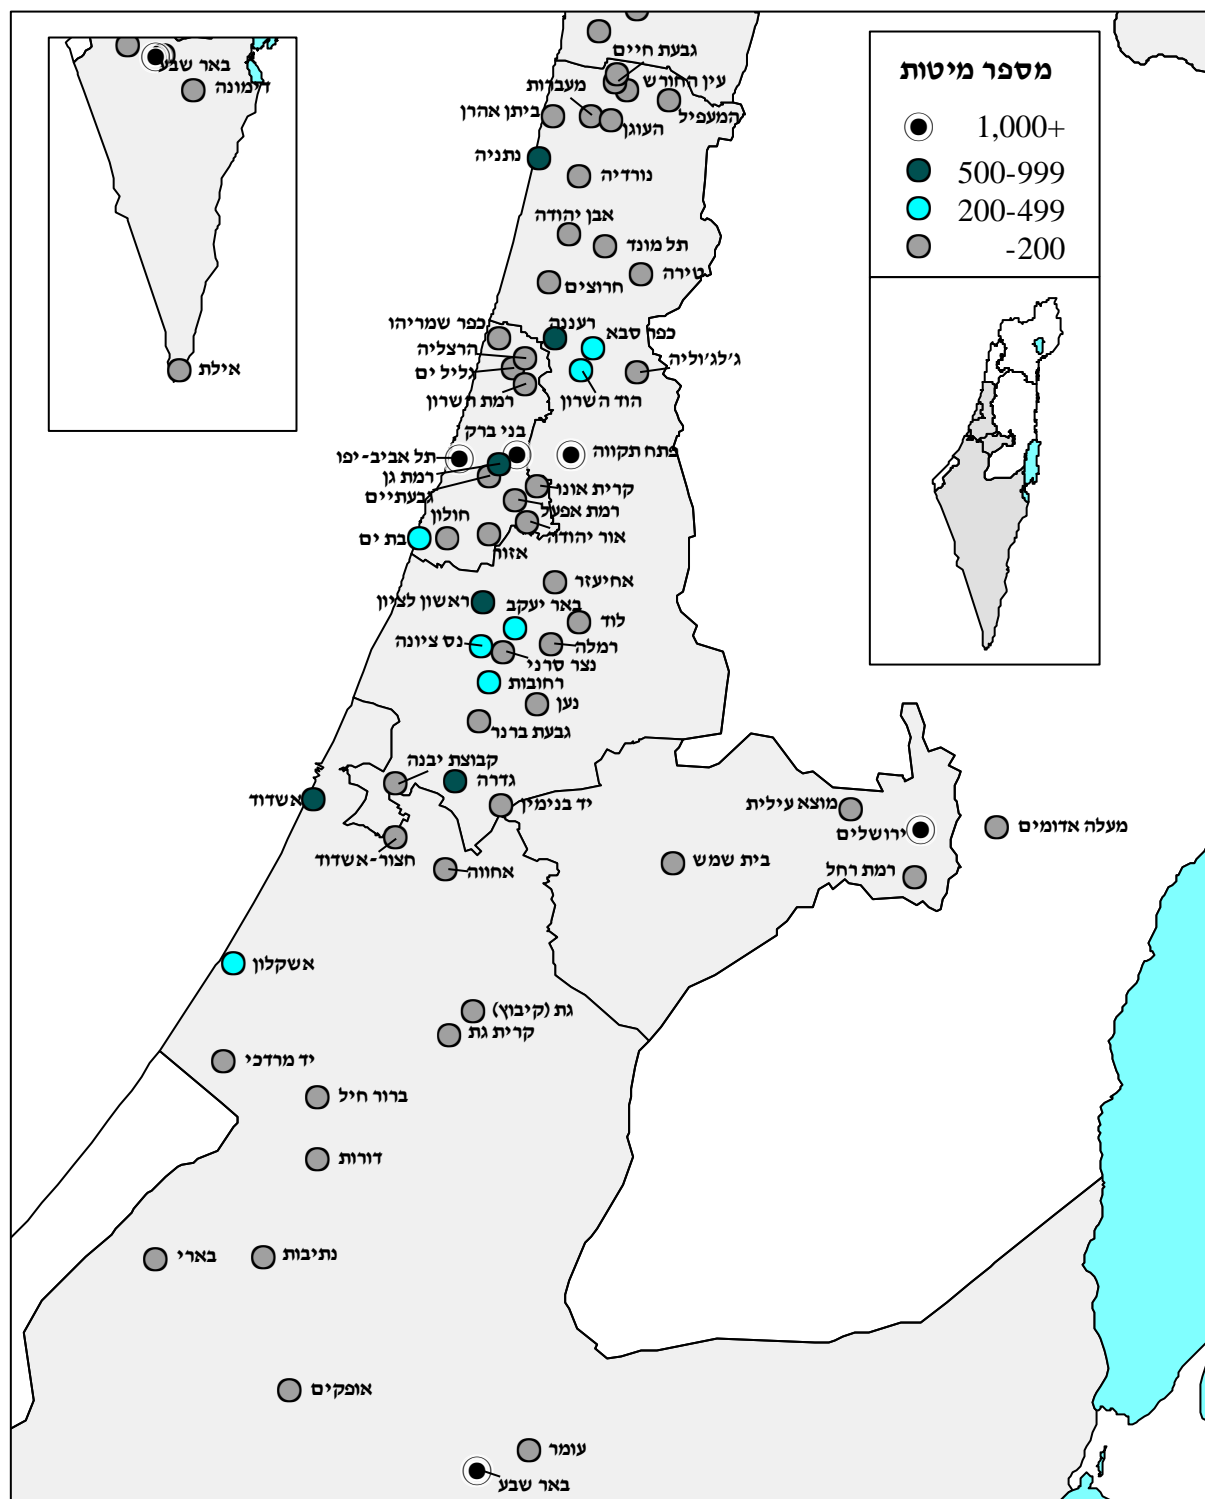 מספר מיטות
1,000+
500-999
200-499
-200
באר שבע
דימונה
אילת
גבעת חיים
עין החורש
מעברות
המעפיל
ביתן אהרן
העוגן
נתניה
נורדיה
אבן יהודה
תל מונד
טירה
חרוצים
רעננה
כפר שמריהו
כפר סבא
הרצליה
ג'לג'וליה
גליל ים
הוד השרון
רמת השרון
בני ברק
פתח תקווה
תל אביב-יפו
רמת גן
קרית אונו
גבעתיים
רמת אפעל
חולון
אור יהודה
בת ים
אזור
אחיעזר
ראשון לציון
באר יעקב
לוד
נס ציונה
רמלה
נצר סרני
רחובות
נען
גבעת ברנר
קבוצת יבנה
גדרה
אשדוד
יד בנימין
מוצא עילית
ירושלים
מעלה אדומים
חצור-אשדוד
אחווה
בית שמש
רמת רחל
אשקלון
גת (קיבוץ)
קרית גת
יד מרדכי
ברור חיל
דורות
בארי
נתיבות
אופקים
עומר
באר שבע